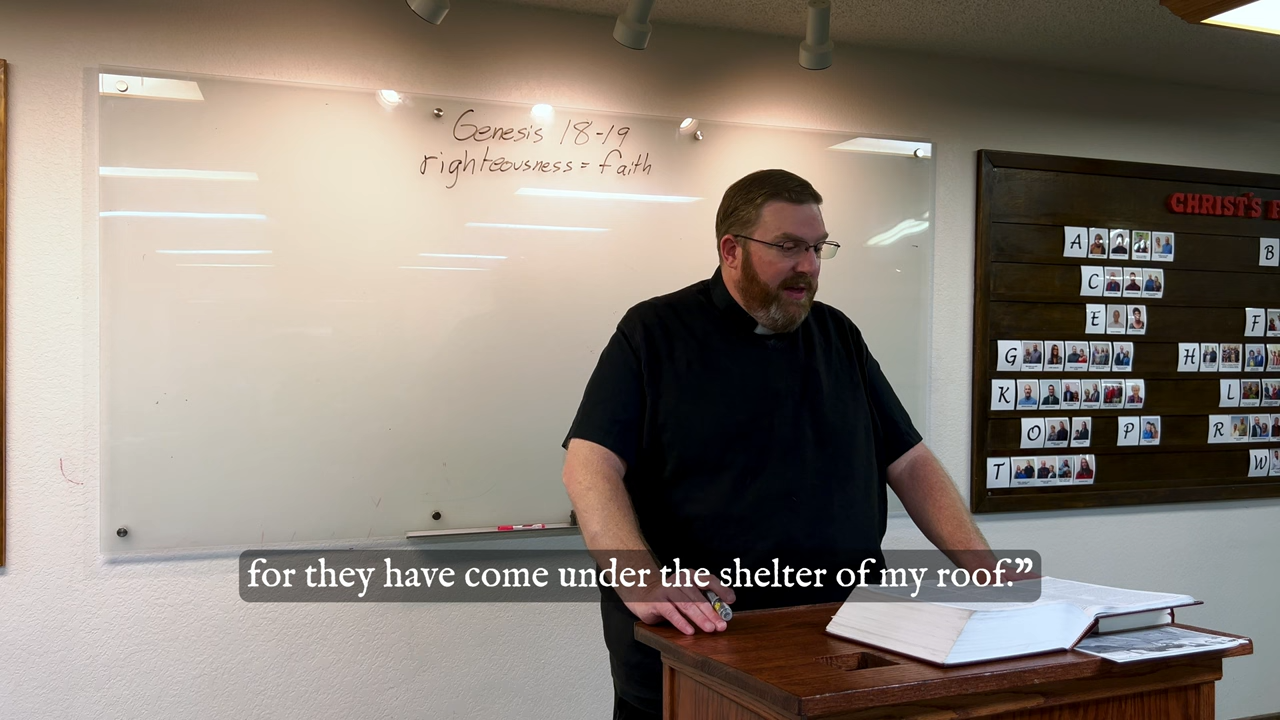 Genesis 18-19
righteousness = faith
CHRIST'S
A
B
C
E
F
G
H
K
L
O
P
R
T
W
for they have come under the shelter of my roof.”